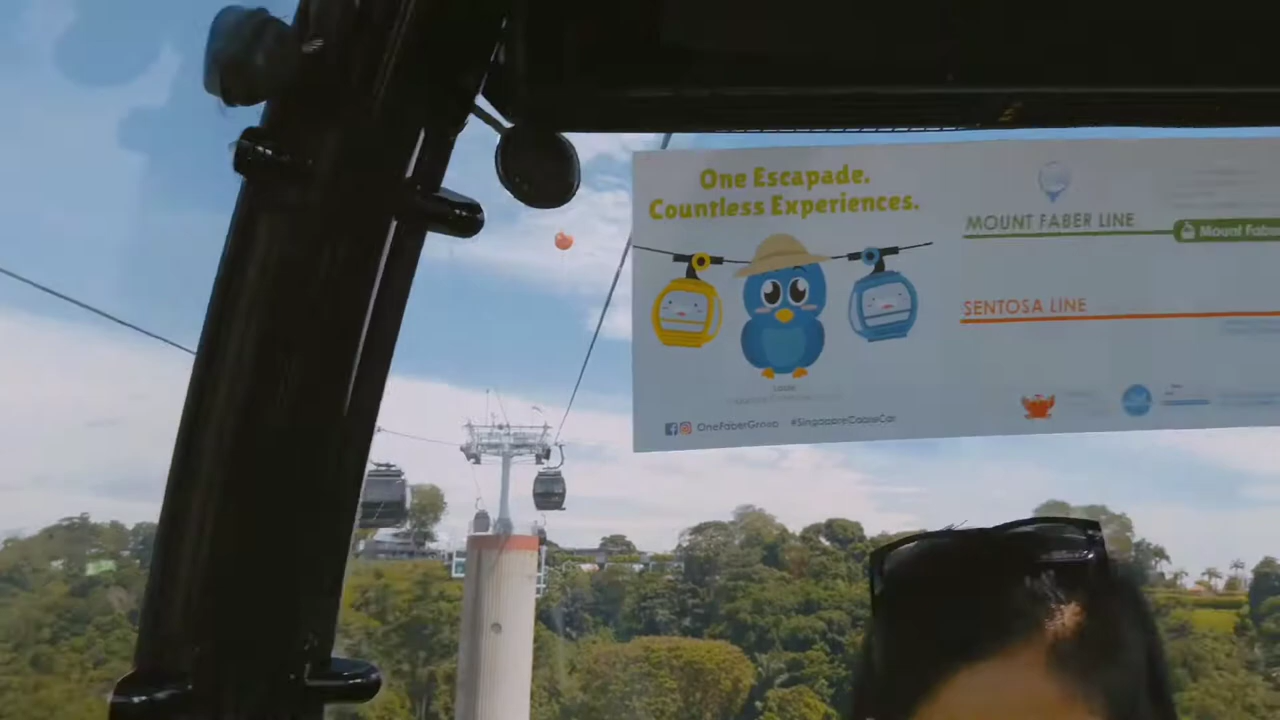 One Escapade.
Countless Experiences.
MOUNT FABER LINE
Mount Faber
SENTOSA LINE
OneFaberGroup #SingaporeCableCar